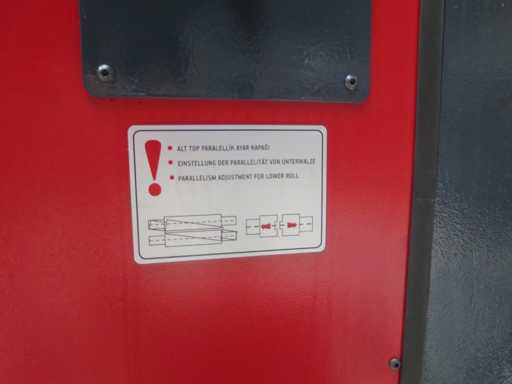 ALT TOP PARALELLİK AYAR KAPAĞI
EINSTELLUNG DER PARALLELITÄT VON UNTERWALZE
PARALLELISM ADJUSTMENT FOR LOWER ROLL